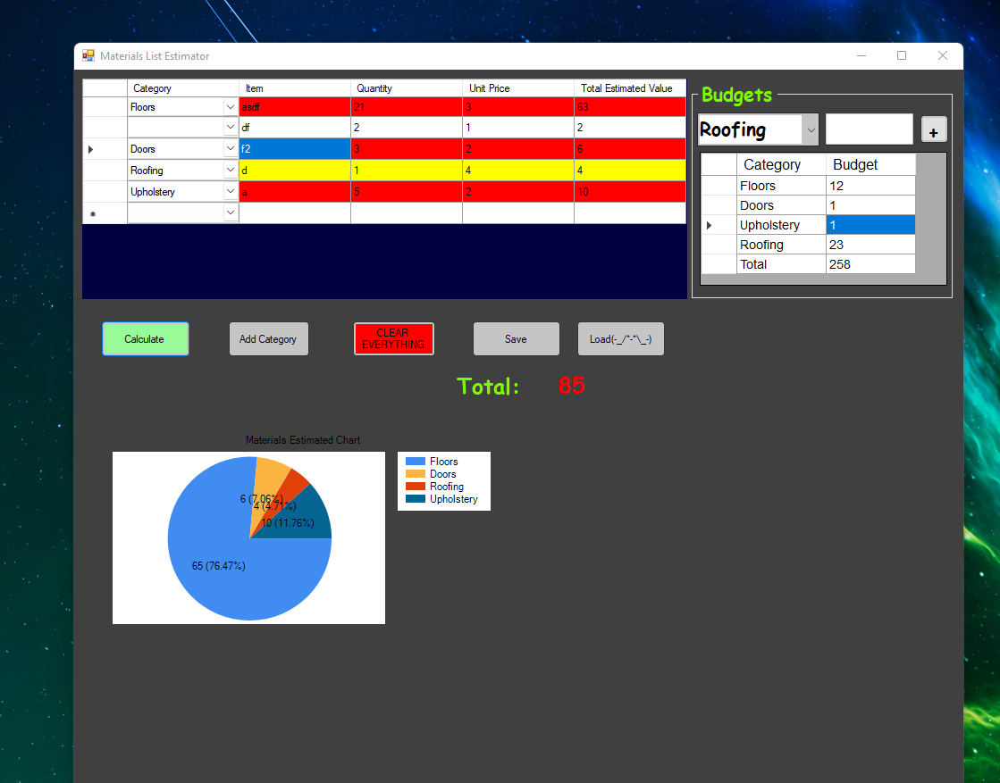 Materials List Estimator
Category Item Quantity Unit Price Total Estimated Value
Floors asdf 21 3 63
df 2 1 2
Doors f2 3 2 6
Roofing d 1 4 4
Upholstery a 5 2 10
Budgets
Roofing +
Category Budget
Floors 12
Doors 1
Upholstery 1
Roofing 23
Total 258
Calculate
Add Category
CLEAR
EVERYTHING
Save
Load(-_/*-*\_-)
Total: 85
Materials Estimated Chart
6 (7.06%)
4 (4.71%)
10 (11.76%)
65 (76.47%)
Floors
Doors
Roofing
Upholstery